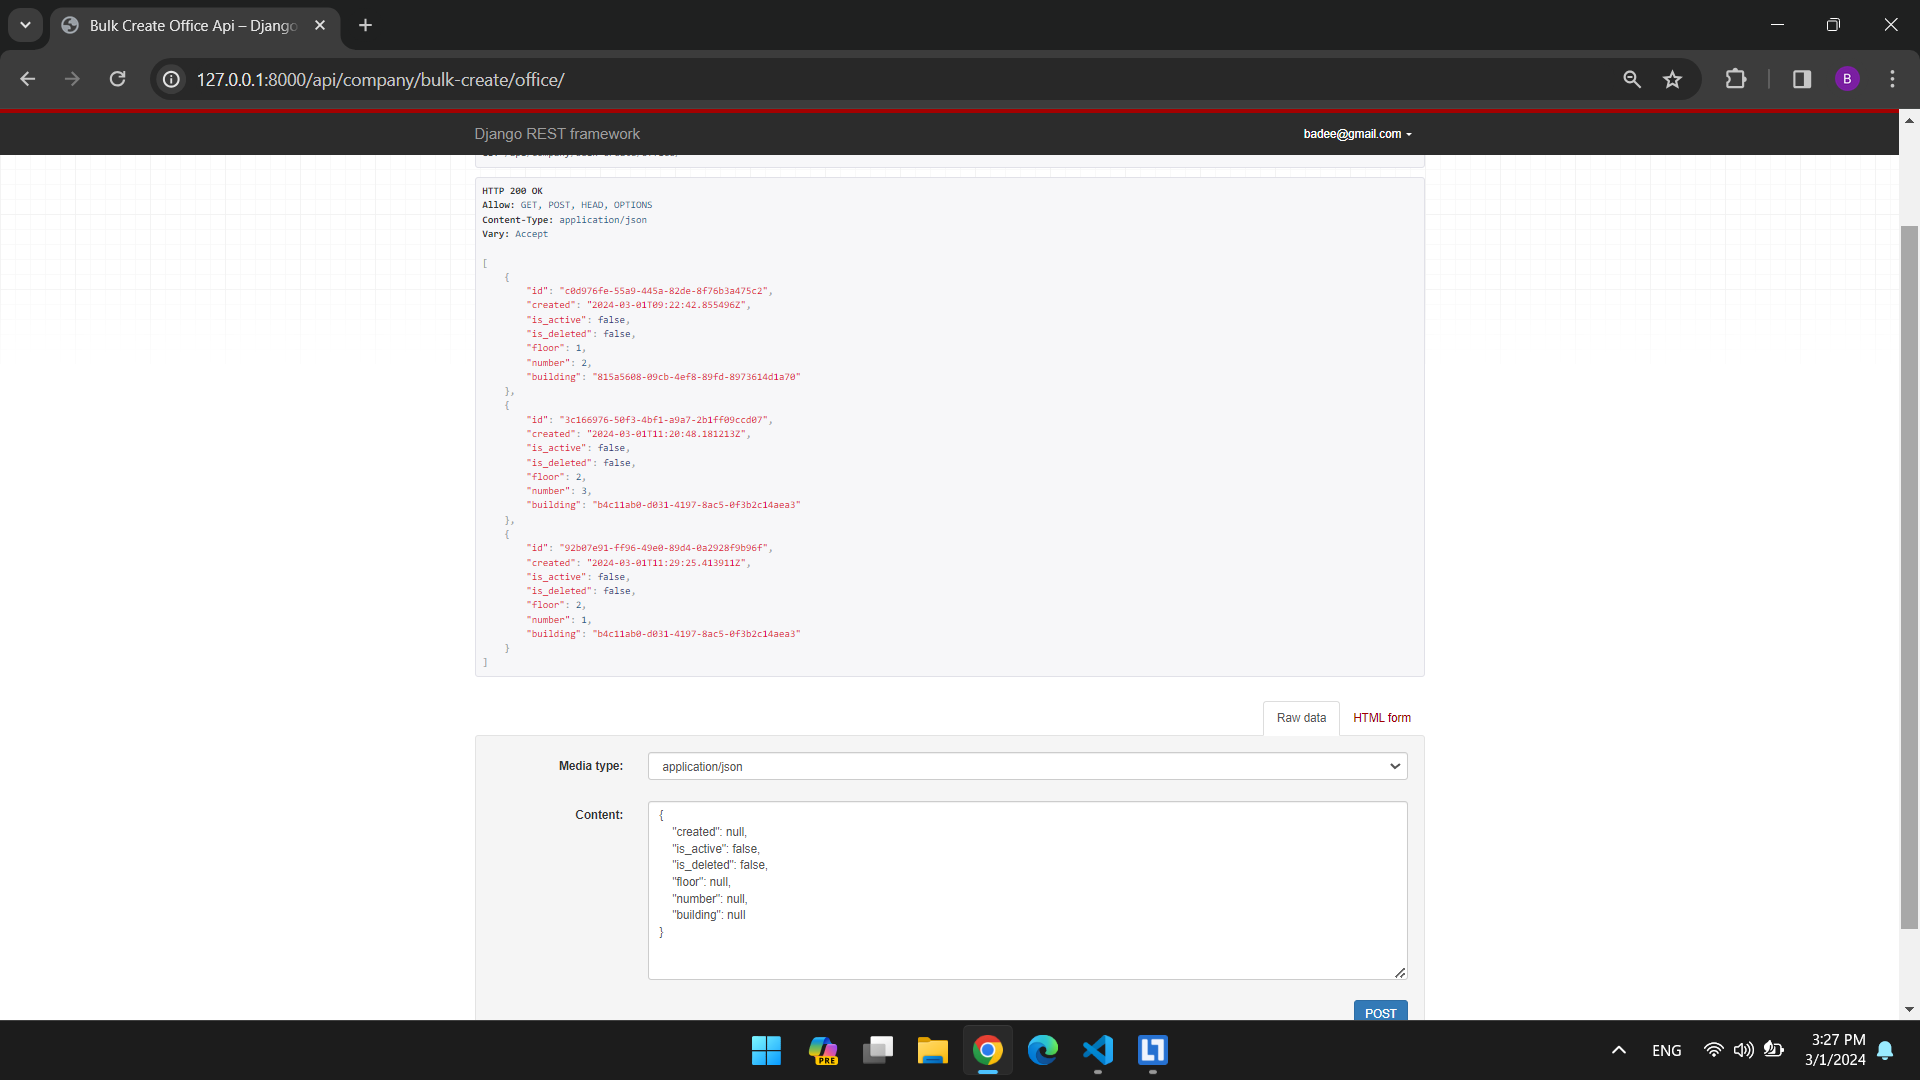 Bulk Create Office Api – Django
127.0.0.1:8000/api/company/bulk-create/office/
B
Django REST framework
badee@gmail.com
HTTP 200 OK
Allow: GET, POST, HEAD, OPTIONS
Content-Type: application/json
Vary: Accept
[
{
"id": "c0d976fe-55a9-445a-82de-8f76b3a475c2",
"created": "2024-03-01T09:22:42.855496Z",
"is_active": false,
"is_deleted": false,
"floor": 1,
"number": 2,
"building": "815a5608-09cb-4ef8-89fd-8973614d1a70"
},
{
"id": "3c166976-50f3-4bf1-a9a7-2b1ff09ccd07",
"created": "2024-03-01T11:20:48.181213Z",
"is_active": false,
"is_deleted": false,
"floor": 2,
"number": 3,
"building": "b4c11ab0-d031-4197-8ac5-0f3b2c14aea3"
},
{
"id": "92b07e91-ff96-49e0-89d4-0a2928f9b96f",
"created": "2024-03-01T11:29:25.413911Z",
"is_active": false,
"is_deleted": false,
"floor": 2,
"number": 1,
"building": "b4c11ab0-d031-4197-8ac5-0f3b2c14aea3"
}
]
Raw data
HTML form
Media type:
application/json
Content:
{
"created": null,
"is_active": false,
"is_deleted": false,
"floor": null,
"number": null,
"building": null
}
POST
PRE
ENG
3:27 PM
3/1/2024